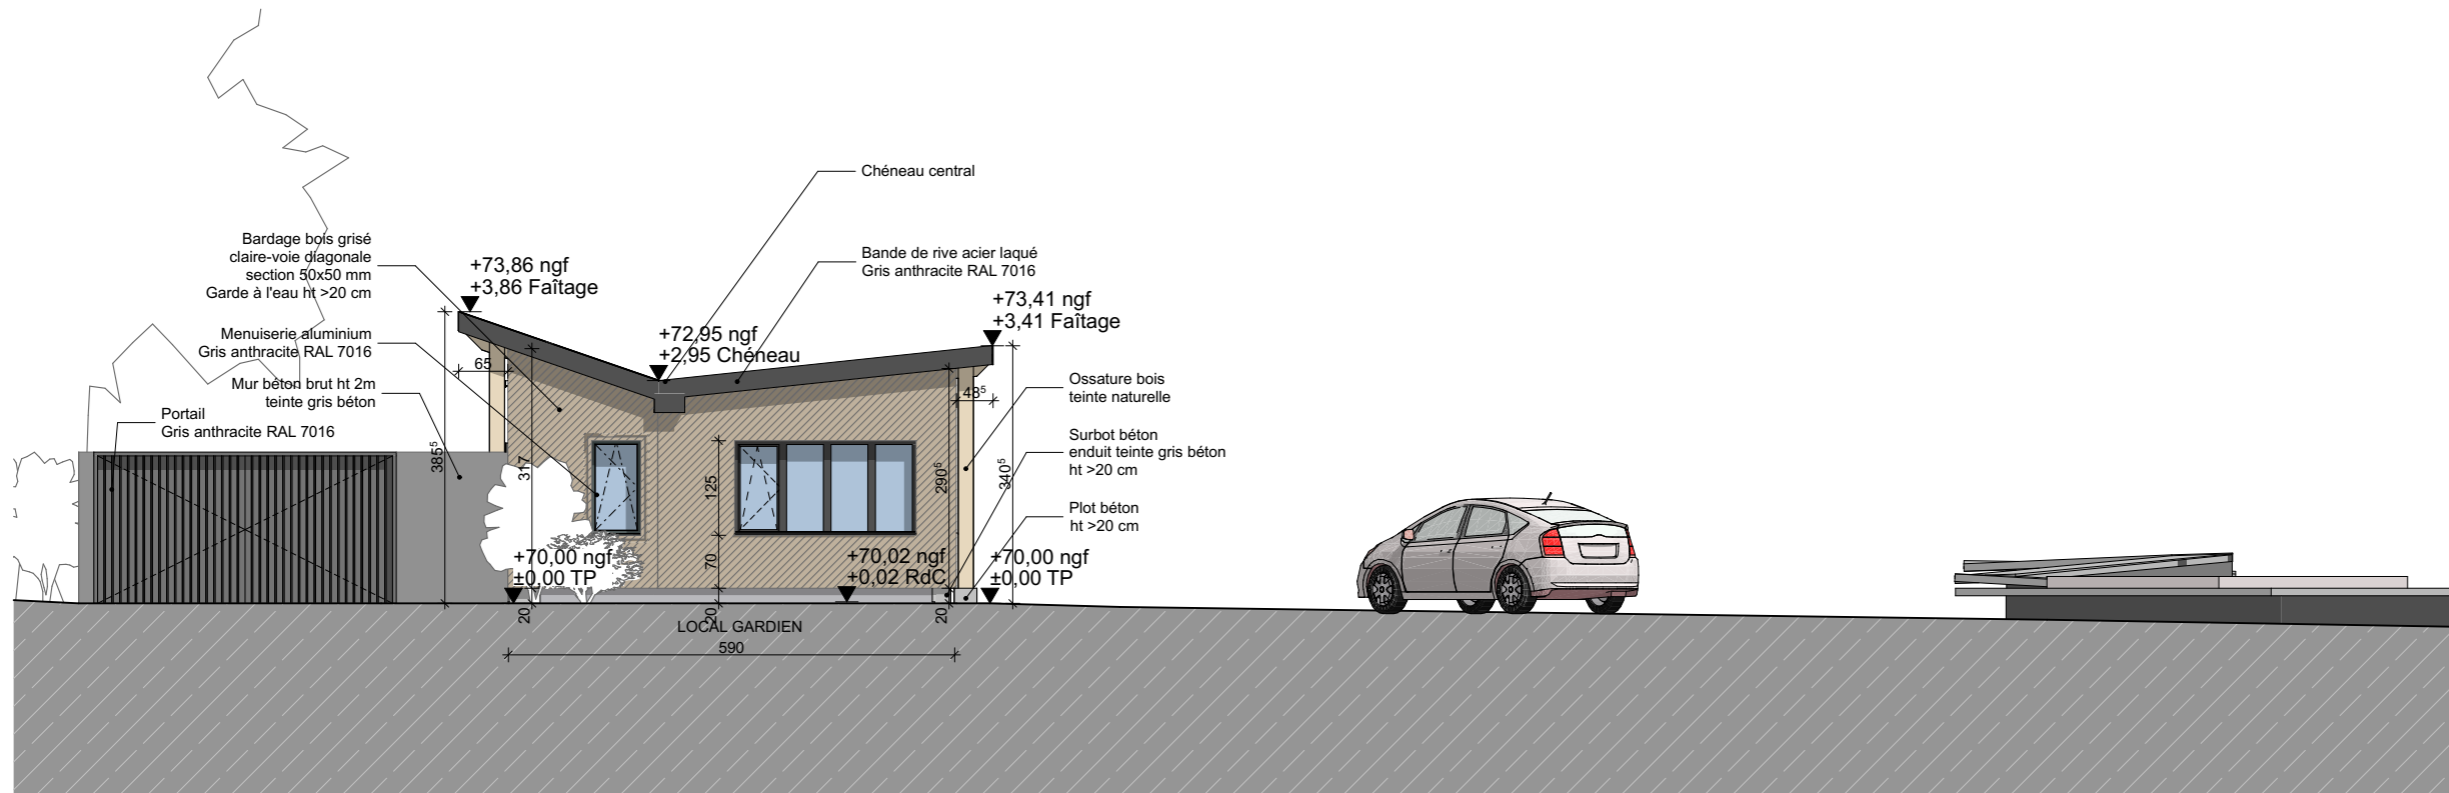 Chéneau central
Bardage bois grisé
claire-voie diagonale
section 50x50 mm
Garde à l'eau ht >20 cm
Bande de rive acier laqué
Gris anthracite RAL 7016
+73,86 ngf
+3,86 Faîtage
+73,41 ngf
+3,41 Faîtage
+72,95 ngf
+2,95 Chéneau
Menuiserie aluminium
Gris anthracite RAL 7016
65
Mur béton brut ht 2m
teinte gris béton
Ossature bois
teinte naturelle
48⁵
Portail
Gris anthracite RAL 7016
Surbot béton
enduit teinte gris béton
ht >20 cm
385⁵
317
125
290⁵
340⁵
Plot béton
ht >20 cm
+70,00 ngf
±0,00 TP
70
+70,02 ngf
+0,02 RdC
+70,00 ngf
±0,00 TP
20
20
20
LOCAL GARDIEN
590